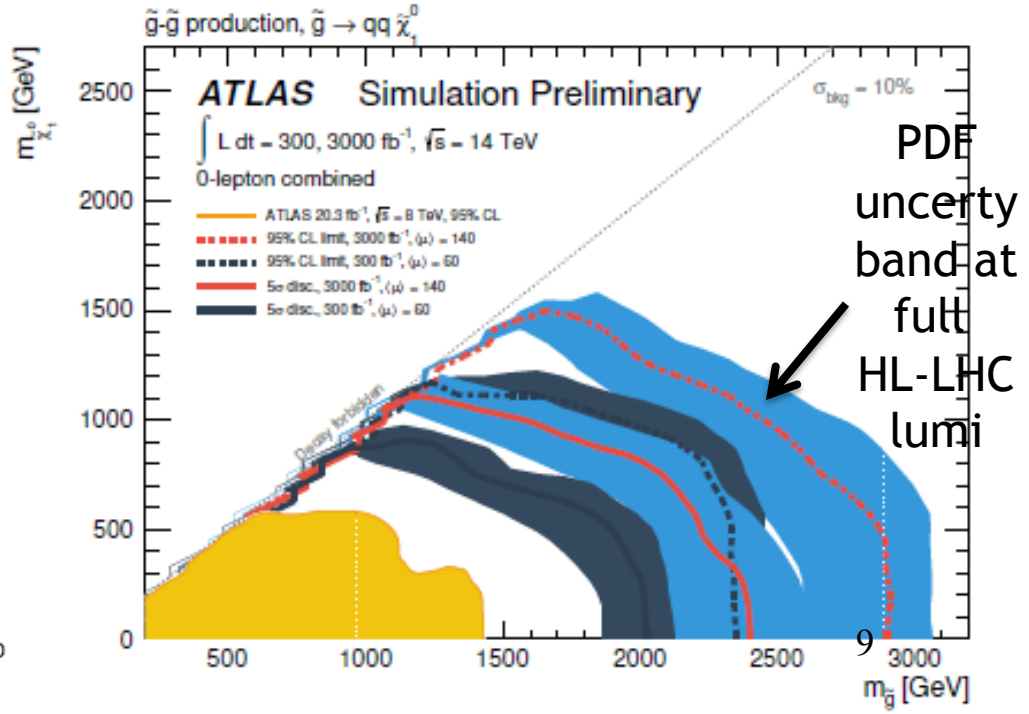 g̃-g̃ production, g̃ → qq χ̃₁⁰
ATLAS Simulation Preliminary
∫ L dt = 300, 3000 fb⁻¹, √s = 14 TeV
0-lepton combined
σbkg = 10%
ATLAS 20.3 fb⁻¹, √s = 8 TeV, 95% CL
95% CL limit, 3000 fb⁻¹, ⟨μ⟩ = 140
95% CL limit, 300 fb⁻¹, ⟨μ⟩ = 60
5σ disc., 3000 fb⁻¹, ⟨μ⟩ = 140
5σ disc., 300 fb⁻¹, ⟨μ⟩ = 60
Decay forbidden
PDF
uncerty
band at
full
HL-LHC
lumi
m χ̃₁⁰ [GeV]
2500
2000
1500
1000
500
0
500 1000 1500 2000 2500 3000
9
m g̃ [GeV]